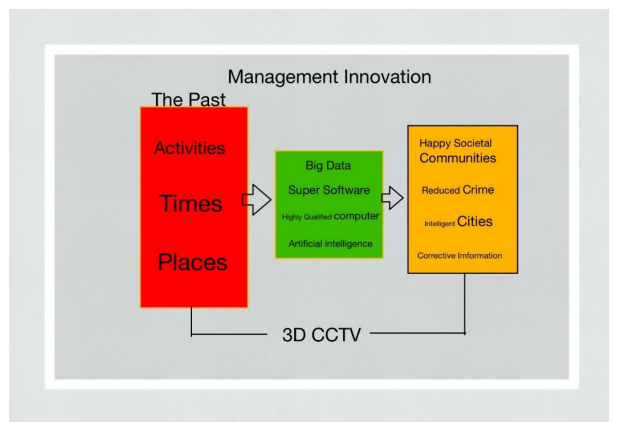 Management Innovation
The Past
Activities
Times
Places
Big Data
Super Software
Highly Qualified computer
Artificial intelligence
Happy Societal
Communities
Reduced Crime
Intelligent Cities
Corrective Imformation
3D CCTV